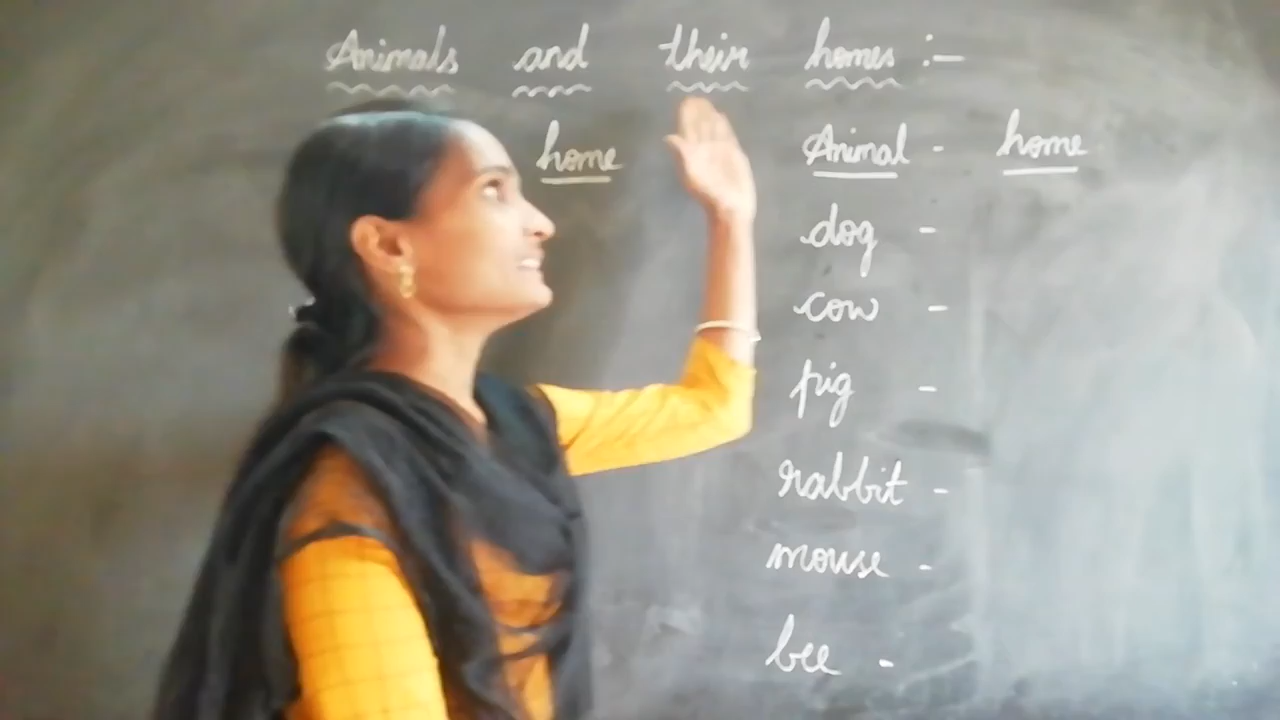 Animals and their homes :-
home Animal - home
dog -
cow -
pig -
rabbit -
mouse -
bee -